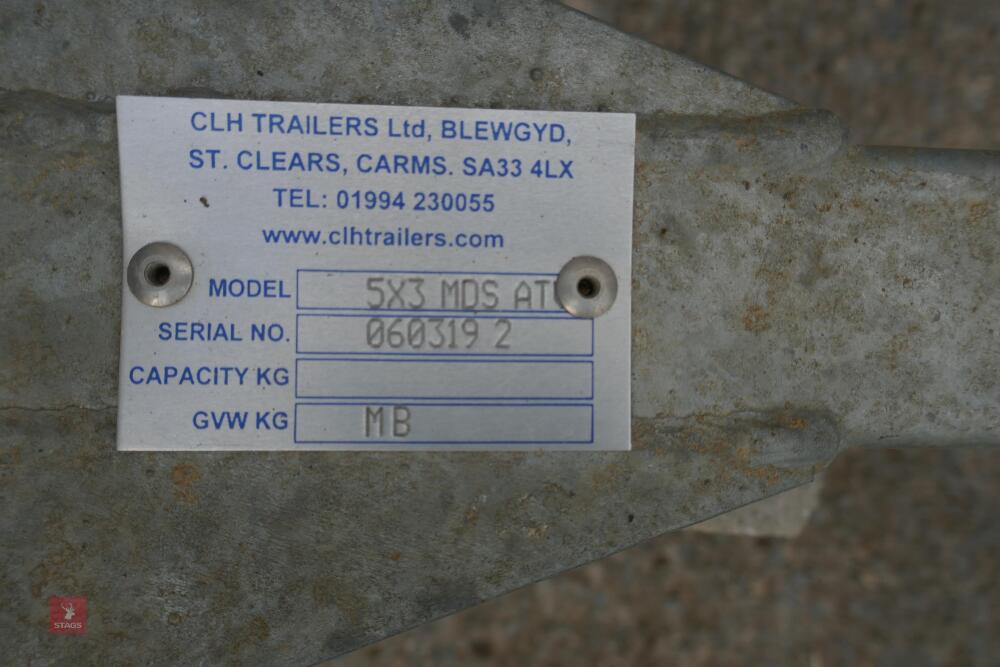 CLH TRAILERS Ltd, BLEWGYD,
ST. CLEARS, CARMS. SA33 4LX
TEL: 01994 230055
www.clhtrailers.com
MODEL 5X3 MDS
SERIAL NO. 060319 2
CAPACITY KG
GVW KG MB
STAGS